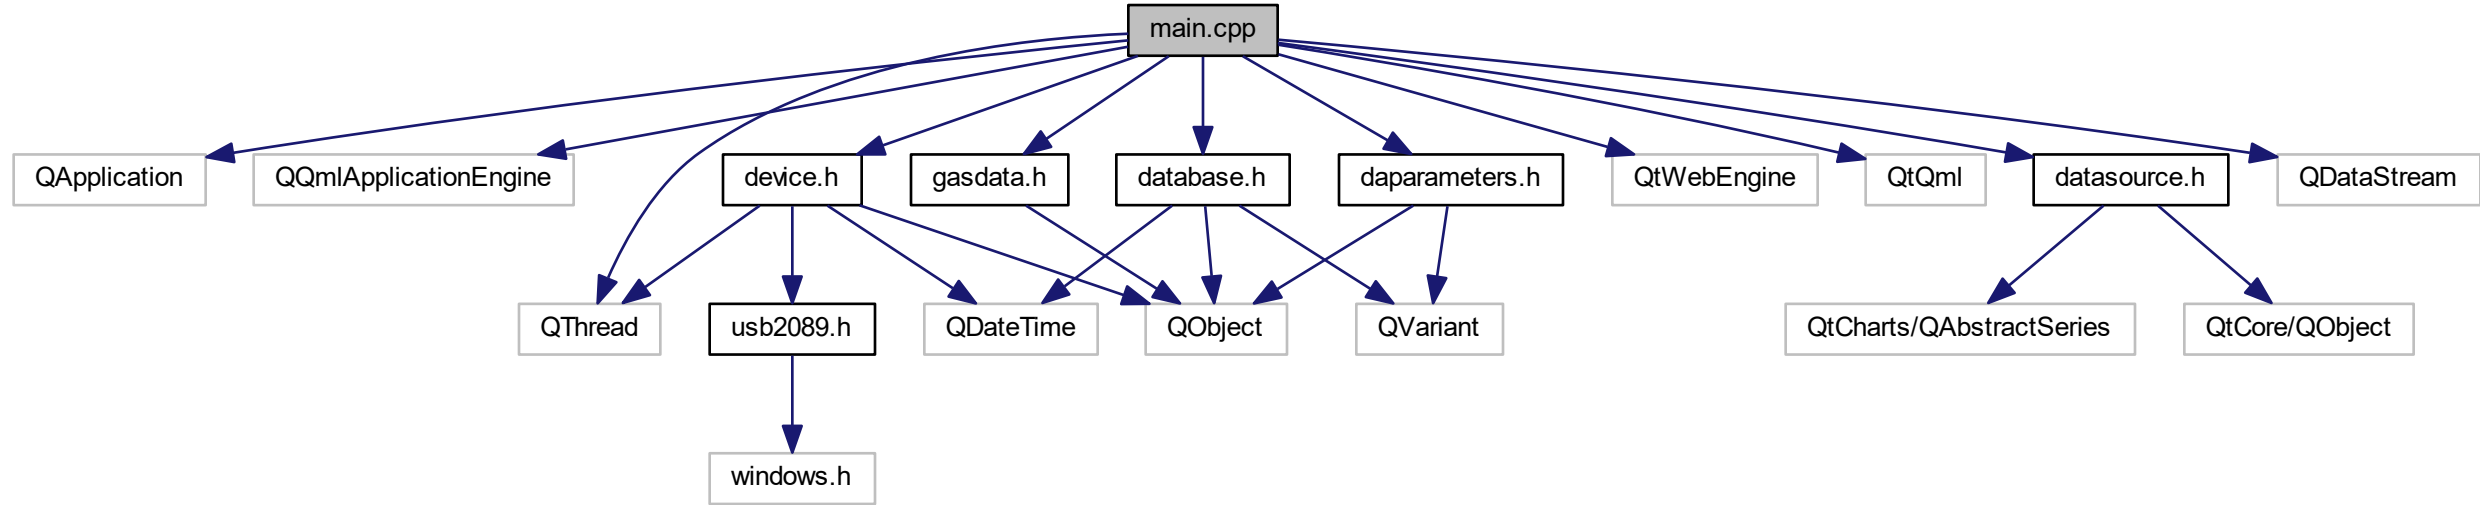 main.cpp
QApplication
QQmlApplicationEngine
device.h
gasdata.h
database.h
daparameters.h
QtWebEngine
QtQml
datasource.h
QDataStream
QThread
usb2089.h
QDateTime
QObject
QVariant
QtCharts/QAbstractSeries
QtCore/QObject
windows.h